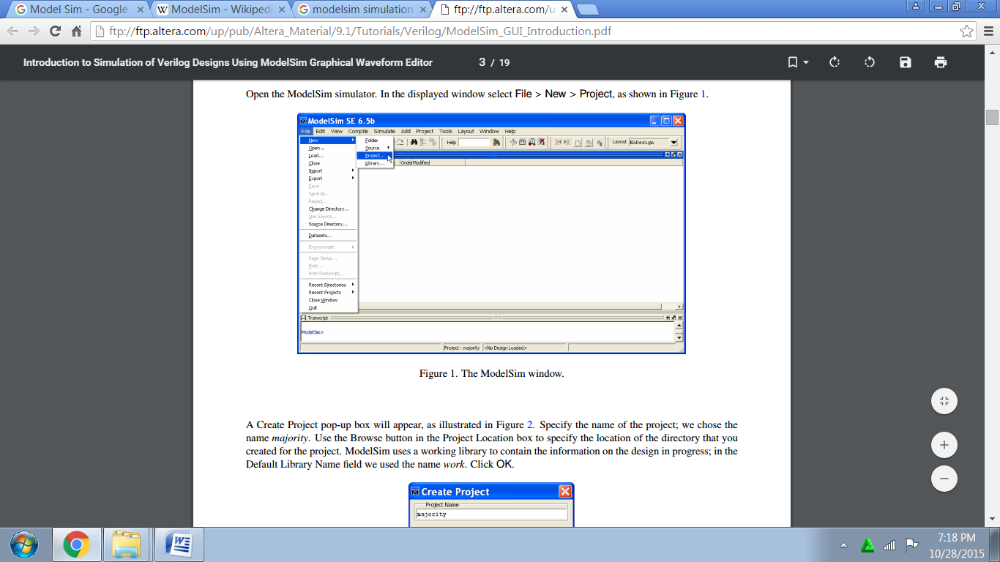 Model Sim - Google
ModelSim - Wikipedi
modelsim simulation
ftp://ftp.altera.com/u
ftp://ftp.altera.com/up/pub/Altera_Material/9.1/Tutorials/Verilog/ModelSim_GUI_Introduction.pdf
Introduction to Simulation of Verilog Designs Using ModelSim Graphical Waveform Editor
3 / 19
Open the ModelSim simulator. In the displayed window select File > New > Project, as shown in Figure 1.
ModelSim SE 6.5b
File Edit View Compile Simulate Add Project Tools Layout Window Help
New
Open...
Load...
Close
Import
Export
Save
Save As...
Report...
Change Directory...
Use Source...
Source Directory...
Datasets...
Environment
Page Setup...
Print...
Print Postscript...
Recent Directories
Recent Projects
Close Window
Quit
Folder
Source
Project...
Library...
Help
Layout NoDesign
Modified
Transcript
ModelSim>
Project : majority <No Design Loaded>
Figure 1. The ModelSim window.
A Create Project pop-up box will appear, as illustrated in Figure 2. Specify the name of the project; we chose the
name majority. Use the Browse button in the Project Location box to specify the location of the directory that you
created for the project. ModelSim uses a working library to contain the information on the design in progress; in the
Default Library Name field we used the name work. Click OK.
Create Project
Project Name
majority
7:18 PM
10/28/2015